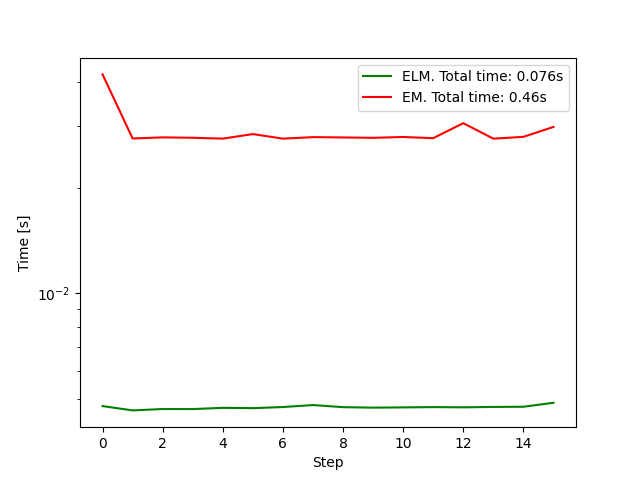 ELM. Total time: 0.076s
EM. Total time: 0.46s
Time [s]
10⁻²
0 2 4 6 8 10 12 14
Step